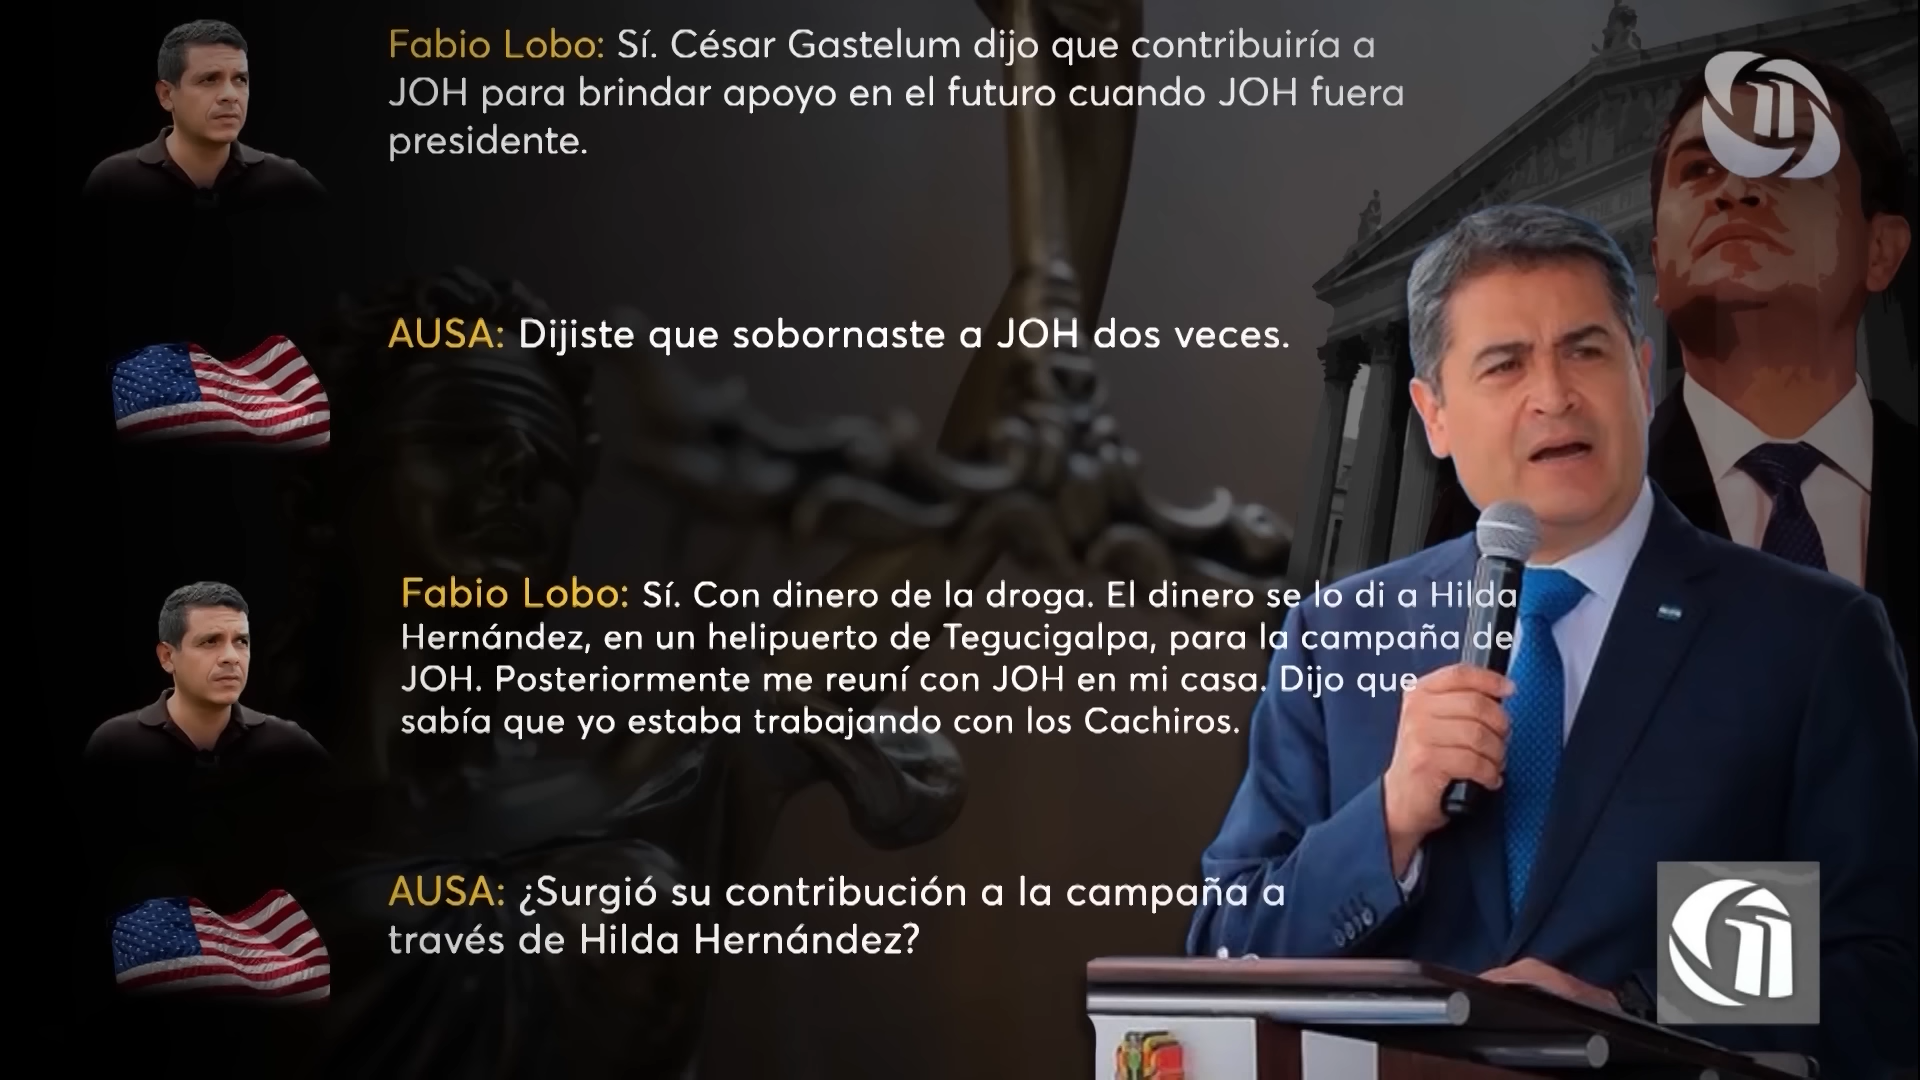 Fabio Lobo: Sí. César Gastelum dijo que contribuiría a
JOH para brindar apoyo en el futuro cuando JOH fuera
presidente.
AUSA: Dijiste que sobornaste a JOH dos veces.
Fabio Lobo: Sí. Con dinero de la droga. El dinero se lo di a Hilda
Hernández, en un helipuerto de Tegucigalpa, para la campaña de
JOH. Posteriormente me reuní con JOH en mi casa. Dijo que
sabía que yo estaba trabajando con los Cachiros.
AUSA: ¿Surgió su contribución a la campaña a
través de Hilda Hernández?
11
11